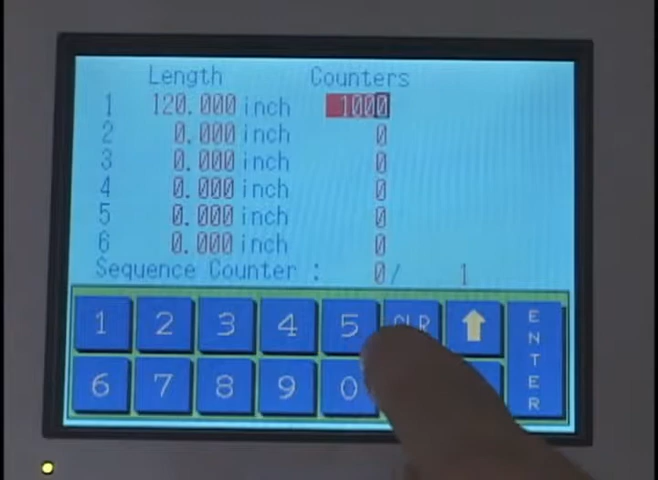 Length Counters
1 120.000 inch 1000
2 0.000 inch 0
3 0.000 inch 0
4 0.000 inch 0
5 0.000 inch 0
6 0.000 inch 0
Sequence Counter : 0/ 1
1 2 3 4 5 CLR
6 7 8 9 0
ENTER